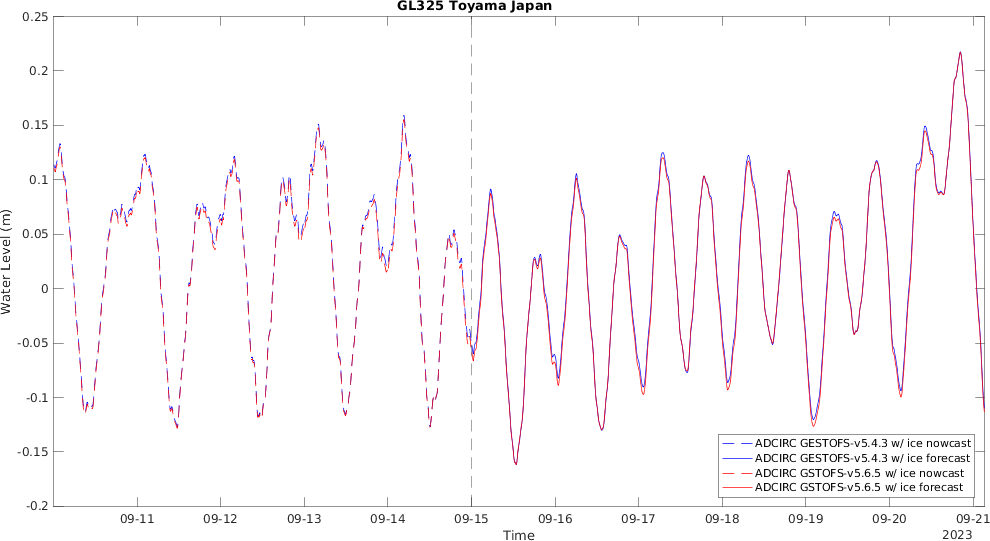 GL325 Toyama Japan
0.25
0.2
0.15
0.1
0.05
0
-0.05
-0.1
-0.15
-0.2
Water Level (m)
09-11 09-12 09-13 09-14 09-15 09-16 09-17 09-18 09-19 09-20 09-21
Time
2023
ADCIRC GESTOFS-v5.4.3 w/ ice nowcast
ADCIRC GESTOFS-v5.4.3 w/ ice forecast
ADCIRC GSTOFS-v5.6.5 w/ ice nowcast
ADCIRC GSTOFS-v5.6.5 w/ ice forecast